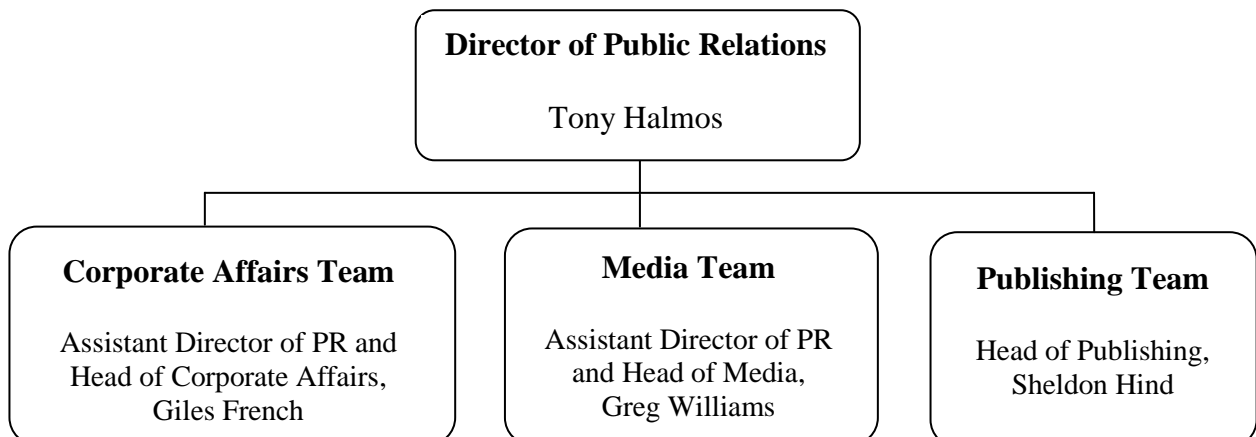 Director of Public Relations
Tony Halmos
Corporate Affairs Team
Assistant Director of PR and
Head of Corporate Affairs,
Giles French
Media Team
Assistant Director of PR
and Head of Media,
Greg Williams
Publishing Team
Head of Publishing,
Sheldon Hind